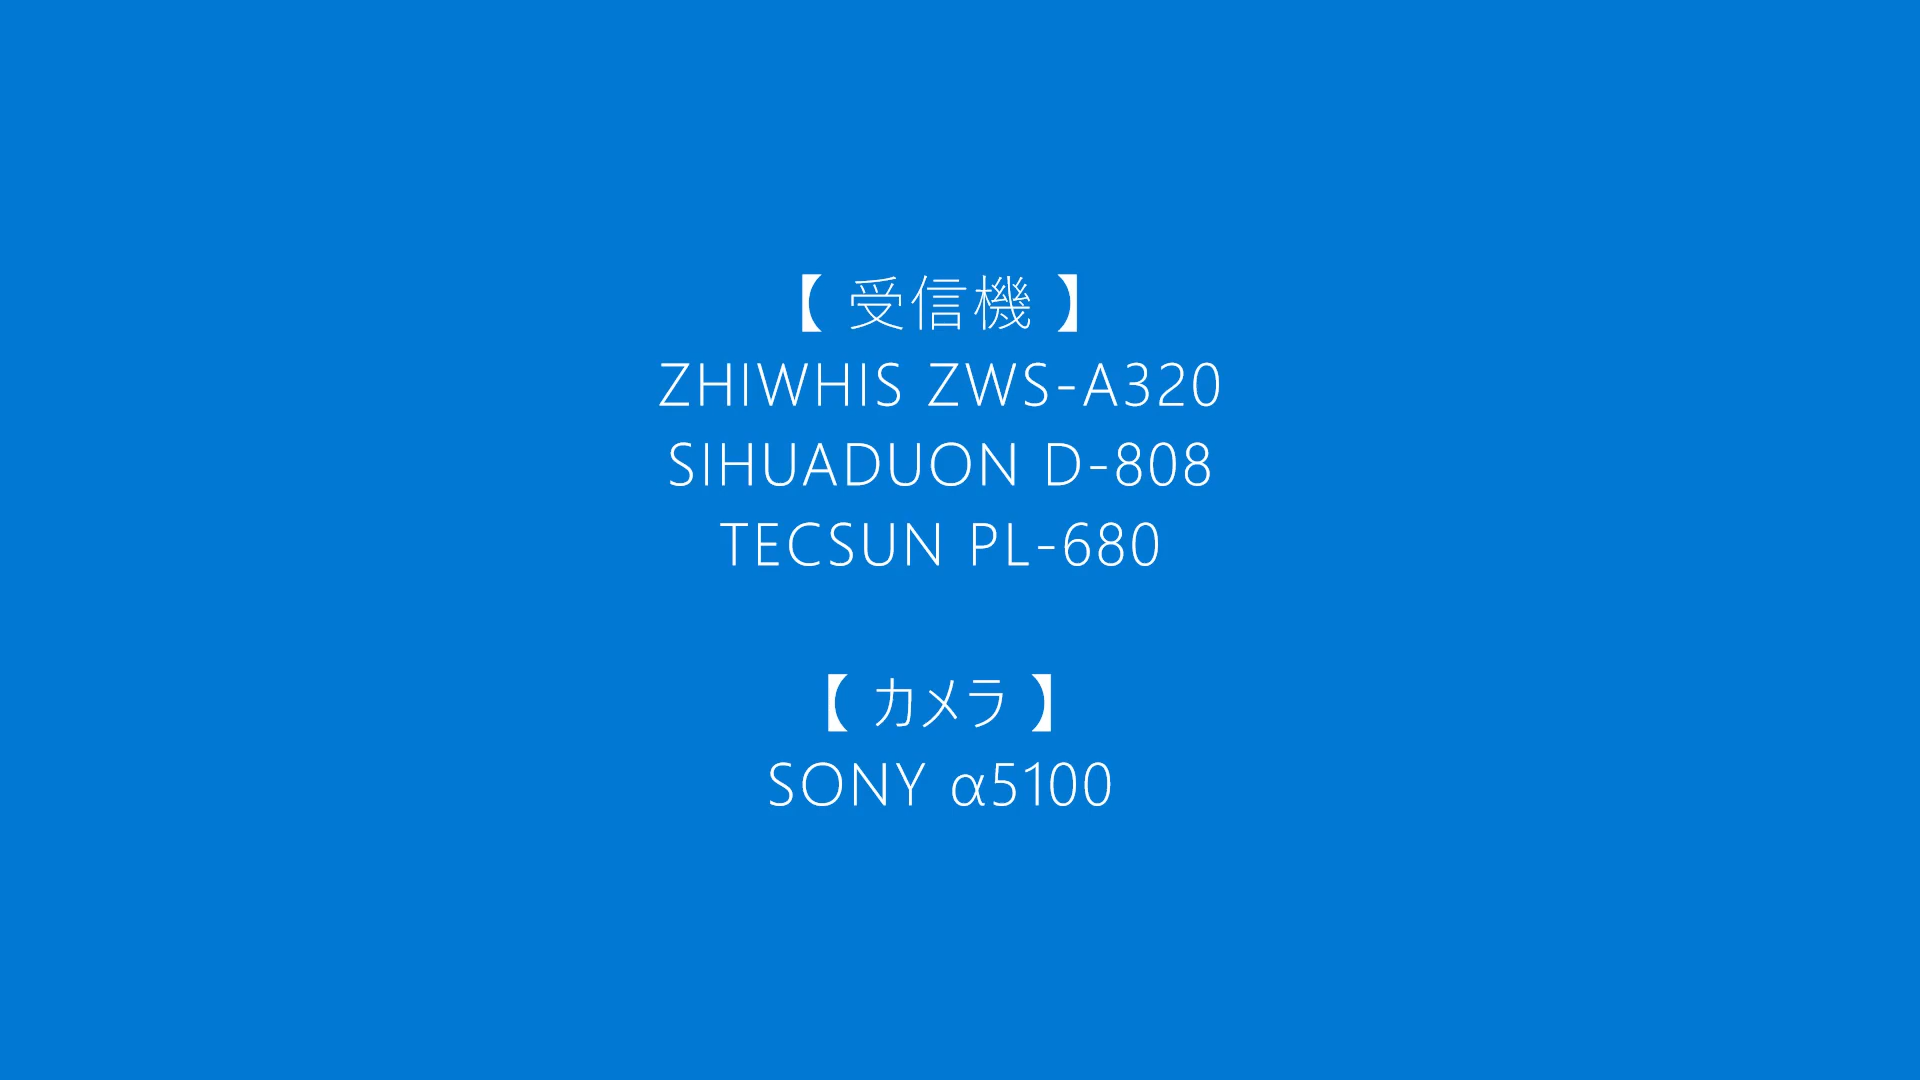 【 受信機 】
ZHIWHIS ZWS-A320
SIHUADUON D-808
TECSUN PL-680
【 カメラ 】
SONY α5100